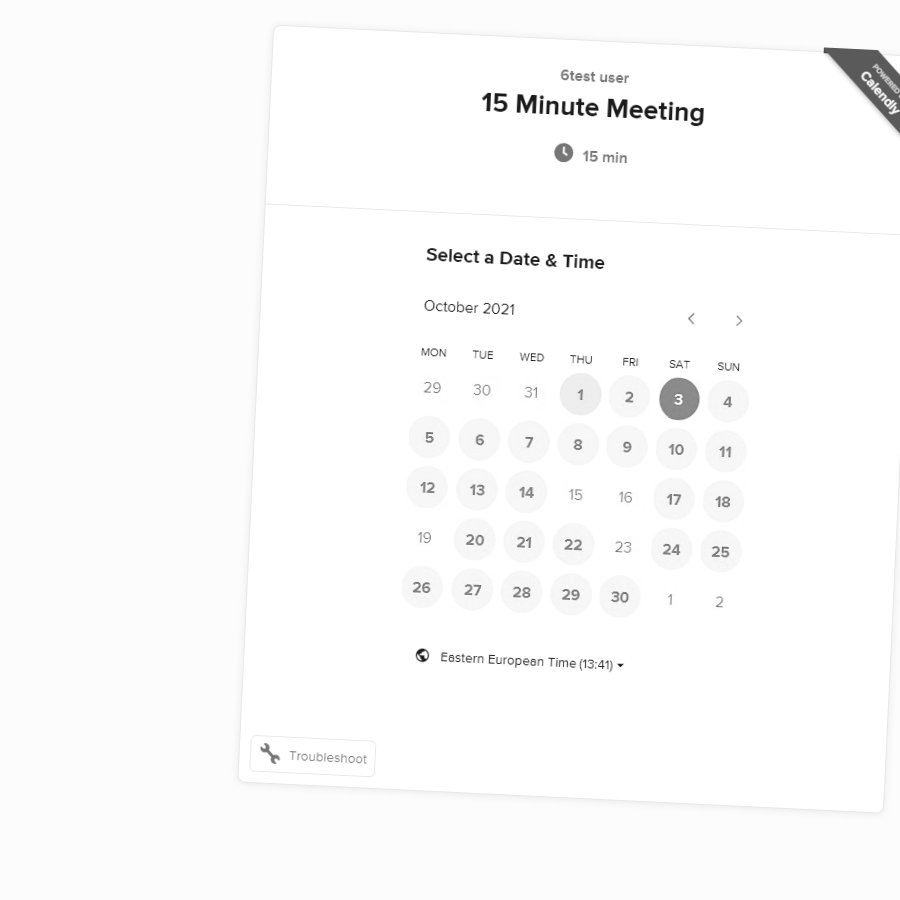 6test user
15 Minute Meeting
15 min
POWERED
Calendly
Select a Date & Time
October 2021
MON TUE WED THU FRI SAT SUN
29 30 31 1 2 3 4
5 6 7 8 9 10 11
12 13 14 15 16 17 18
19 20 21 22 23 24 25
26 27 28 29 30 1 2
Eastern European Time (13:41)
Troubleshoot